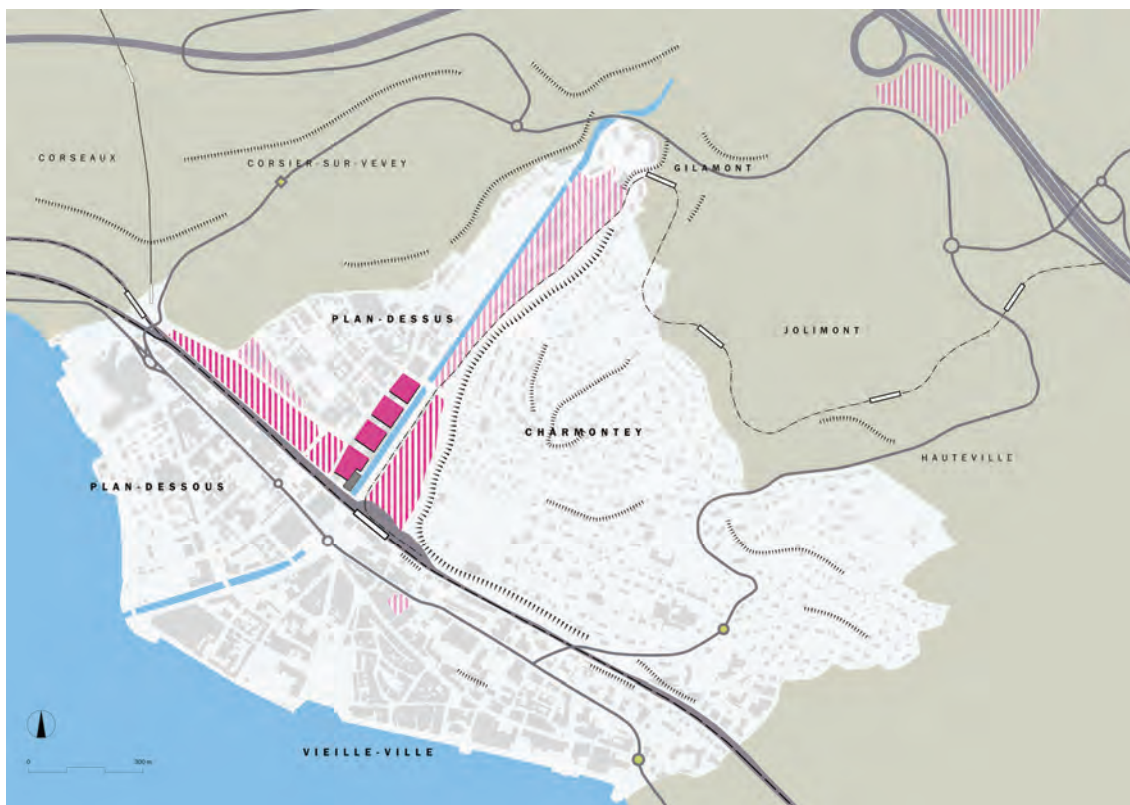 CORSEAUX
CORSIER-SUR-VEVEY
GILAMONT
PLAN-DESSUS
JOLIMONT
CHARMONTEY
HAUTEVILLE
PLAN-DESSOUS
VIEILLE-VILLE
0 300 m